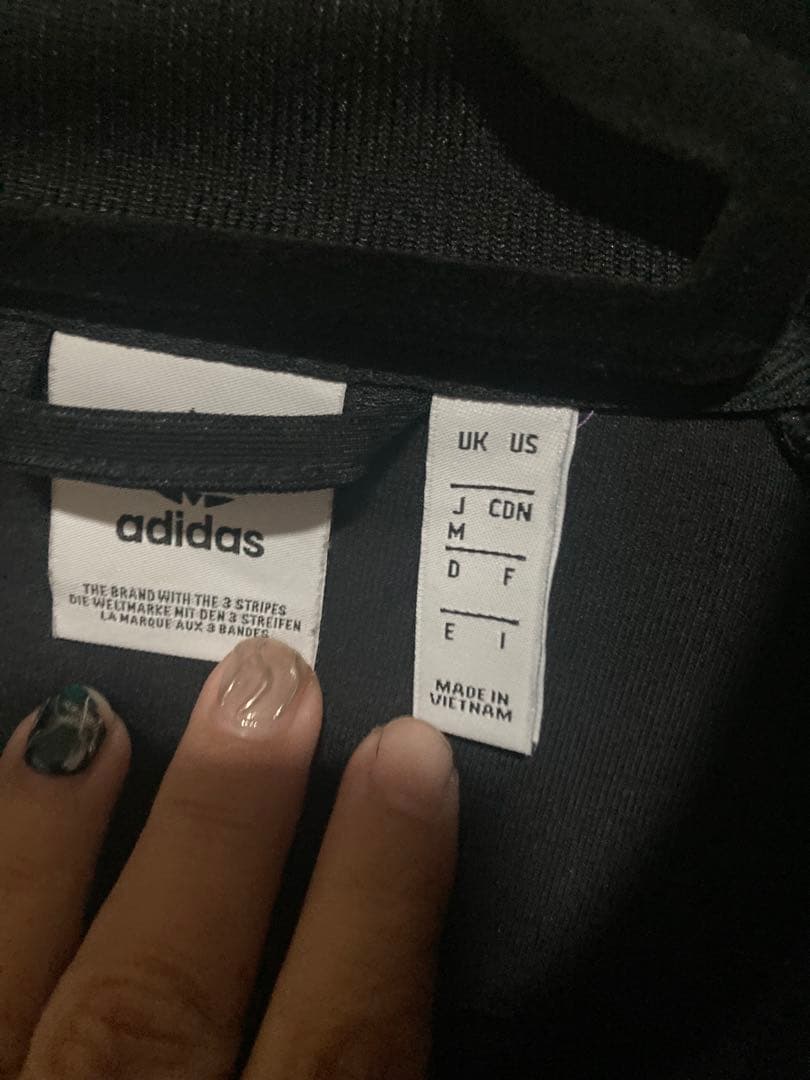 adidas
THE BRAND WITH THE 3 STRIPES
DIE WELTMARKE MIT DEN 3 STREIFEN
LA MARQUE AUX 3 BANDES
UK US
J CDN
M
D F
E I
MADE IN
VIETNAM